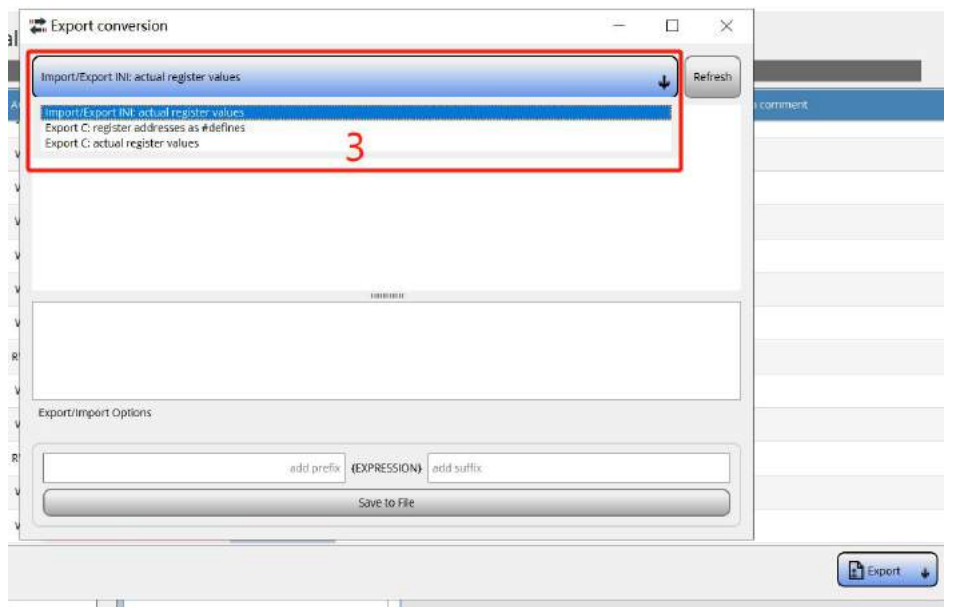 Export conversion
al
Import/Export INI: actual register values
Refresh
comment
Import/Export INI: actual register values
Export C: register addresses as #defines
Export C: actual register values
3
Export/Import Options
add prefix {EXPRESSION} add suffix
Save to File
Export